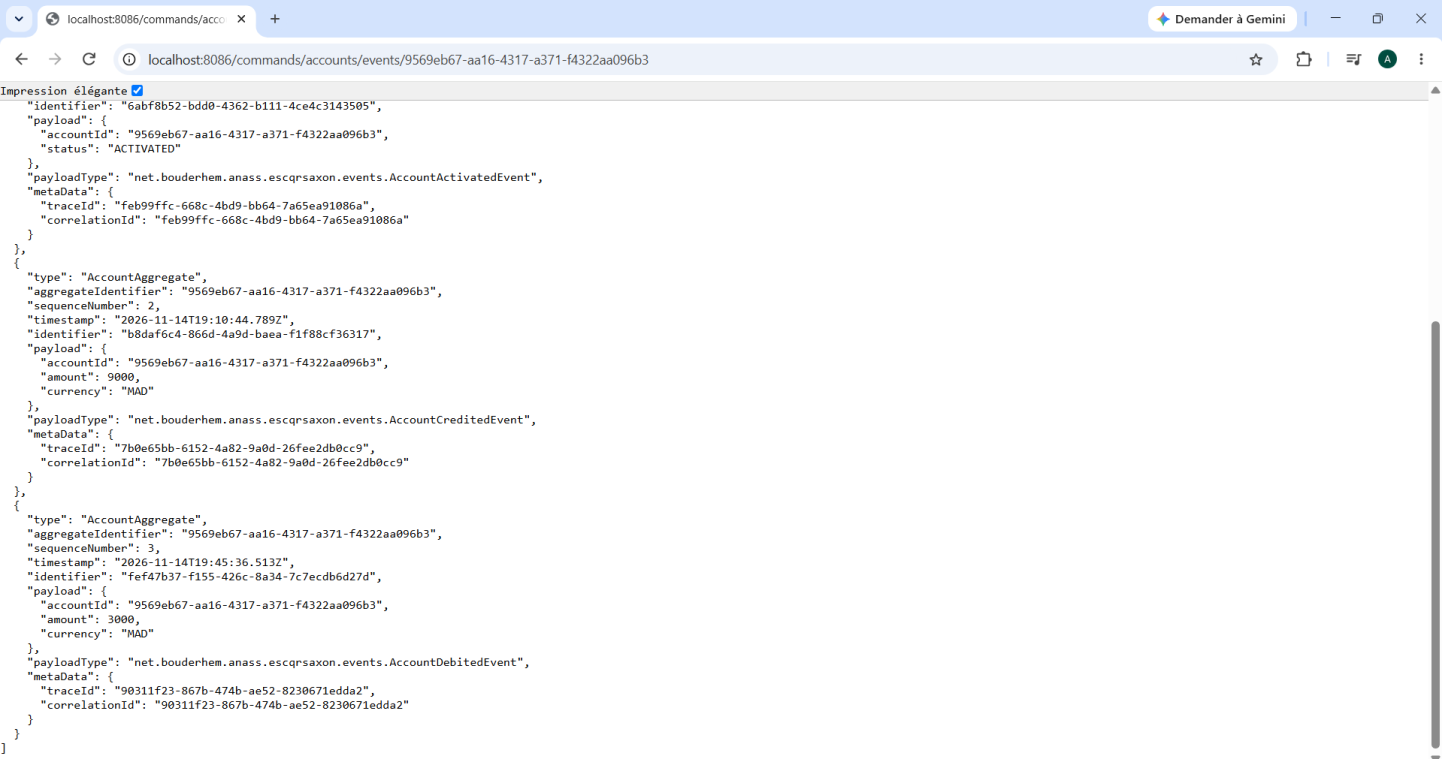 localhost:8086/commands/acco
Demander à Gemini
localhost:8086/commands/accounts/events/9569eb67-aa16-4317-a371-f4322aa096b3
A
Impression élégante
"identifier": "6abf8b52-bdd0-4362-b111-4ce4c3143505",
"payload": {
"accountId": "9569eb67-aa16-4317-a371-f4322aa096b3",
"status": "ACTIVATED"
},
"payloadType": "net.bouderhem.anass.escqrsaxon.events.AccountActivatedEvent",
"metaData": {
"traceId": "feb99ffc-668c-4bd9-bb64-7a65ea91086a",
"correlationId": "feb99ffc-668c-4bd9-bb64-7a65ea91086a"
}
},
{
"type": "AccountAggregate",
"aggregateIdentifier": "9569eb67-aa16-4317-a371-f4322aa096b3",
"sequenceNumber": 2,
"timestamp": "2026-11-14T19:10:44.789Z",
"identifier": "b8daf6c4-866d-4a9d-baea-f1f88cf36317",
"payload": {
"accountId": "9569eb67-aa16-4317-a371-f4322aa096b3",
"amount": 9000,
"currency": "MAD"
},
"payloadType": "net.bouderhem.anass.escqrsaxon.events.AccountCreditedEvent",
"metaData": {
"traceId": "7b0e65bb-6152-4a82-9a0d-26fee2db0cc9",
"correlationId": "7b0e65bb-6152-4a82-9a0d-26fee2db0cc9"
}
},
{
"type": "AccountAggregate",
"aggregateIdentifier": "9569eb67-aa16-4317-a371-f4322aa096b3",
"sequenceNumber": 3,
"timestamp": "2026-11-14T19:45:36.513Z",
"identifier": "fef47b37-f155-426c-8a34-7c7ecdb6d27d",
"payload": {
"accountId": "9569eb67-aa16-4317-a371-f4322aa096b3",
"amount": 3000,
"currency": "MAD"
},
"payloadType": "net.bouderhem.anass.escqrsaxon.events.AccountDebitedEvent",
"metaData": {
"traceId": "90311f23-867b-474b-ae52-8230671edda2",
"correlationId": "90311f23-867b-474b-ae52-8230671edda2"
}
}
]